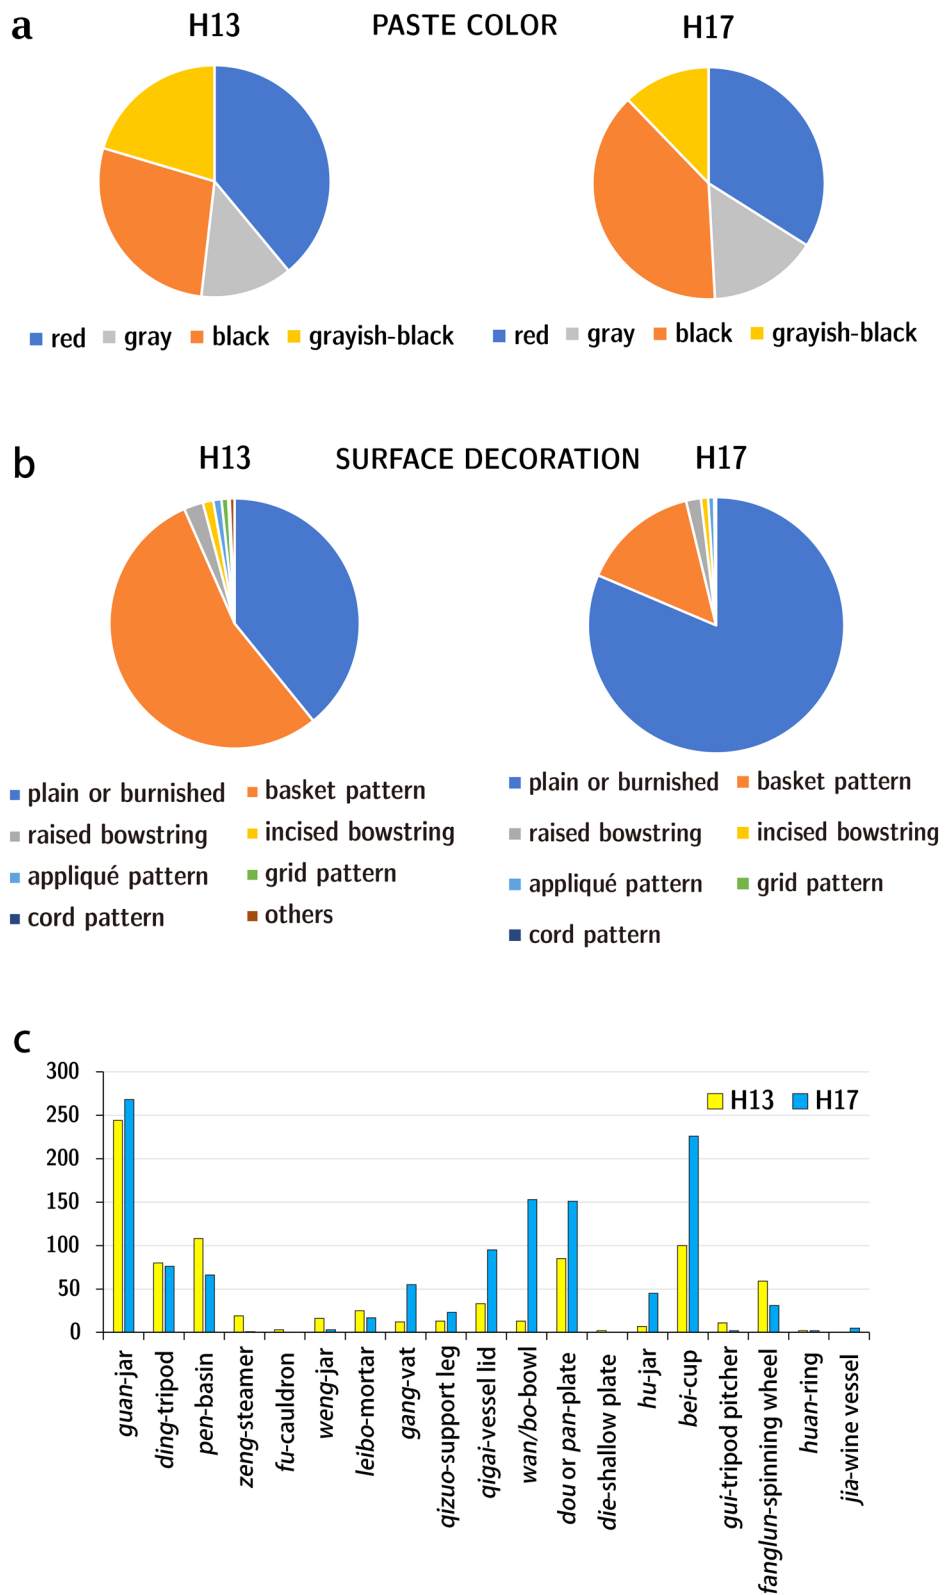 a
H13 PASTE COLOR H17
red gray black grayish-black
red gray black grayish-black
b
H13 SURFACE DECORATION H17
plain or burnished basket pattern
raised bowstring incised bowstring
appliqué pattern grid pattern
cord pattern others
plain or burnished basket pattern
raised bowstring incised bowstring
appliqué pattern grid pattern
cord pattern
c
300
250
200
150
100
50
0
H13 H17
guan-jar
ding-tripod
pen-basin
zeng-steamer
fu-cauldron
weng-jar
leibo-mortar
gang-vat
qizuo-support leg
qigai-vessel lid
wan/bo-bowl
dou or pan-plate
die-shallow plate
hu-jar
bei-cup
gui-tripod pitcher
fanglun-spinning wheel
huan-ring
jia-wine vessel